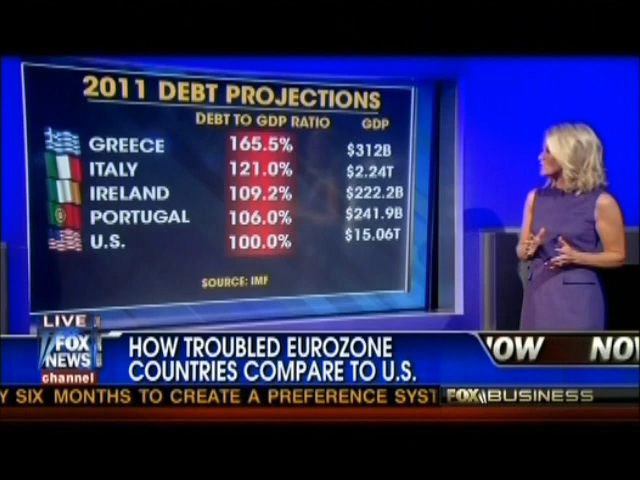 2011 DEBT PROJECTIONS
DEBT TO GDP RATIO GDP
GREECE 165.5% $312B
ITALY 121.0% $2.24T
IRELAND 109.2% $222.2B
PORTUGAL 106.0% $241.9B
U.S. 100.0% $15.06T
SOURCE: IMF
LIVE
FOX
NEWS
channel
HOW TROUBLED EUROZONE
COUNTRIES COMPARE TO U.S.
NOW NOW
Y SIX MONTHS TO CREATE A PREFERENCE SYST
FOX BUSINESS